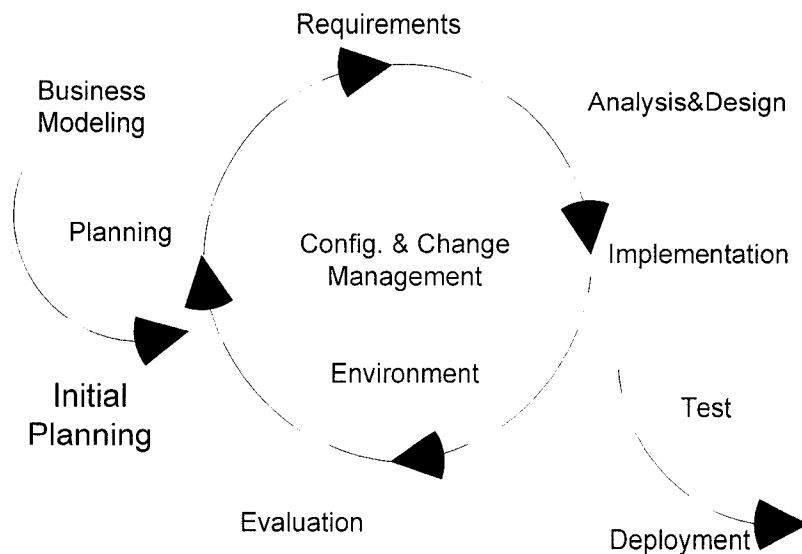 Requirements
Business
Modeling
Analysis&Design
Planning
Config. & Change
Management
Implementation
Environment
Initial
Planning
Test
Evaluation
Deployment